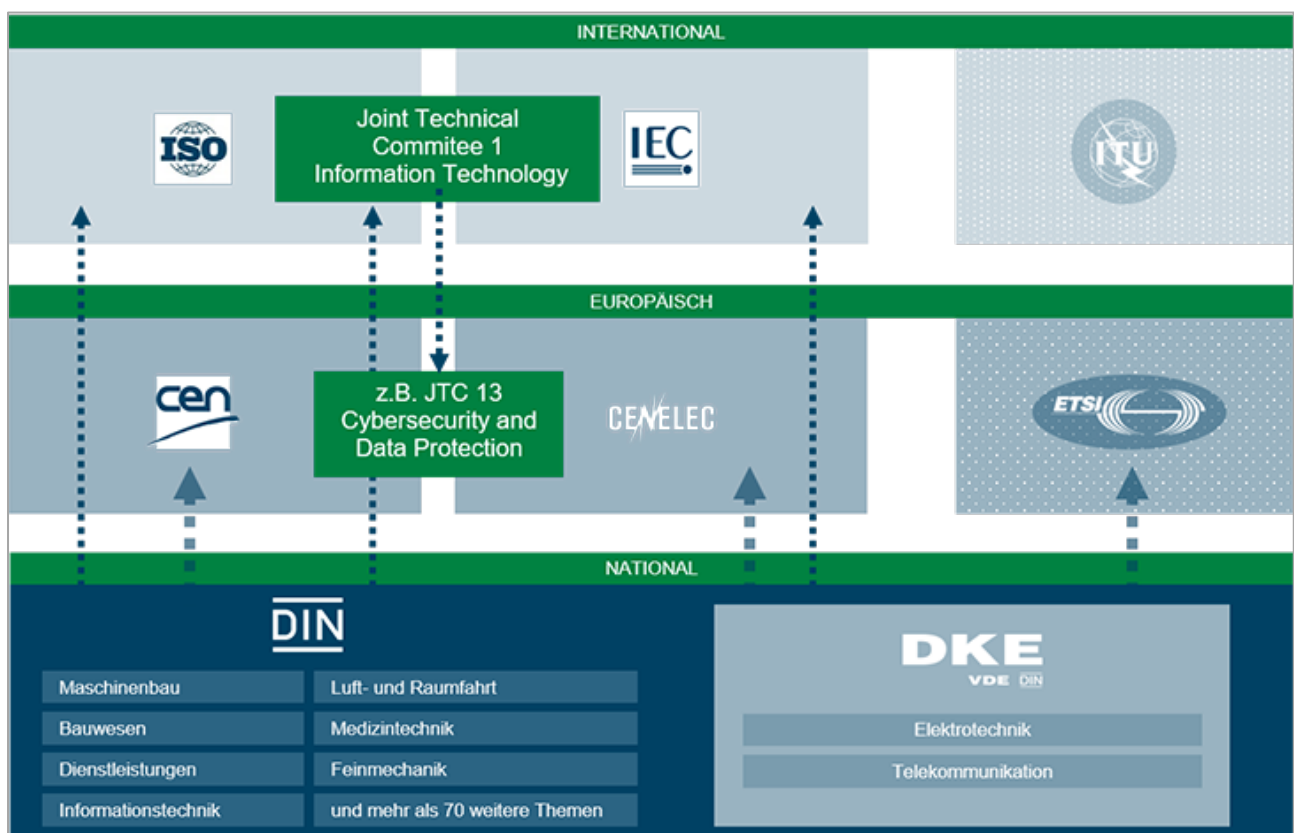 INTERNATIONAL
ISO
Joint Technical
Commitee 1
Information Technology
IEC
ITU
EUROPÄISCH
cen
z.B. JTC 13
Cybersecurity and
Data Protection
CENELEC
ETSI
NATIONAL
DIN
Maschinenbau
Luft- und Raumfahrt
Bauwesen
Medizintechnik
Dienstleistungen
Feinmechanik
Informationstechnik
und mehr als 70 weitere Themen
DKE
VDE DIN
Elektrotechnik
Telekommunikation